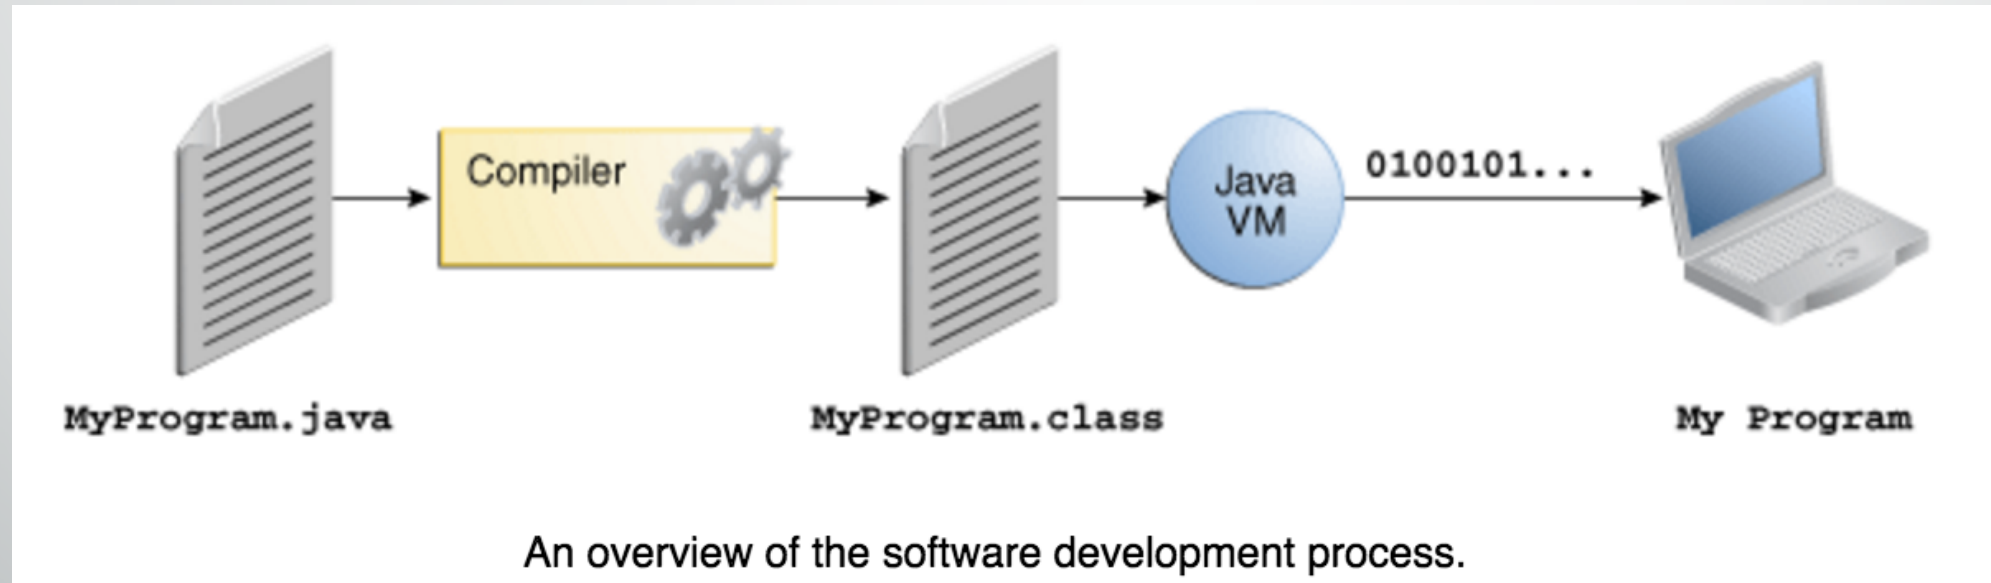 Compiler
Java
VM
0100101...
MyProgram.java
MyProgram.class
My Program
An overview of the software development process.